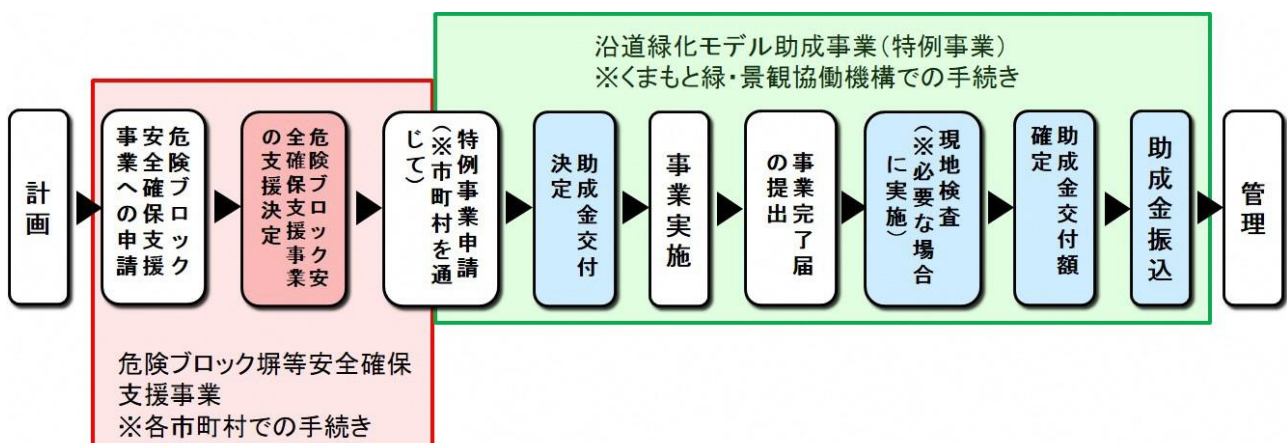 沿道緑化モデル助成事業(特例事業)
※くまもと緑・景観協働機構での手続き
計画
危険ブロック
安全確保支援
事業への申請
危険ブロック安
全確保支援事業
の支援決定
特例事業申請
(※市町村を通
じて)
助成金交付
決定
事業実施
事業完了届
の提出
現地検査
(※必要な場合
に実施)
助成金交付額
確定
助成金振込
管理
危険ブロック塀等安全確保
支援事業
※各市町村での手続き